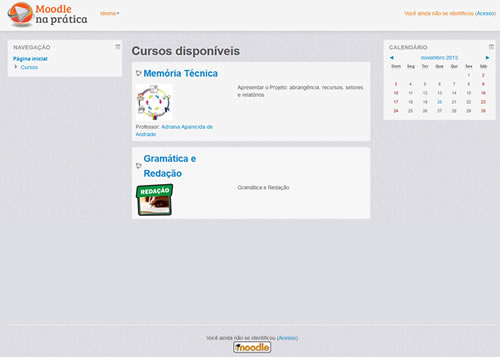 Moodle
na prática
Idioma
Você ainda não se identificou (Acesso)
NAVEGAÇÃO
Página inicial
Cursos
Cursos disponíveis
Memória Técnica
Apresentar o Projeto: abrangência, recursos, setores
e relatórios
Professor: Adriana Aparecida de
Andrade
Gramática e
Redação
REDAÇÃO
Gramática e Redação
CALENDÁRIO
novembro 2013
Dom Seg Ter Qua Qui Sex Sáb
1 2
3 4 5 6 7 8 9
10 11 12 13 14 15 16
17 18 19 20 21 22 23
24 25 26 27 28 29 30
Você ainda não se identificou (Acesso)
moodle